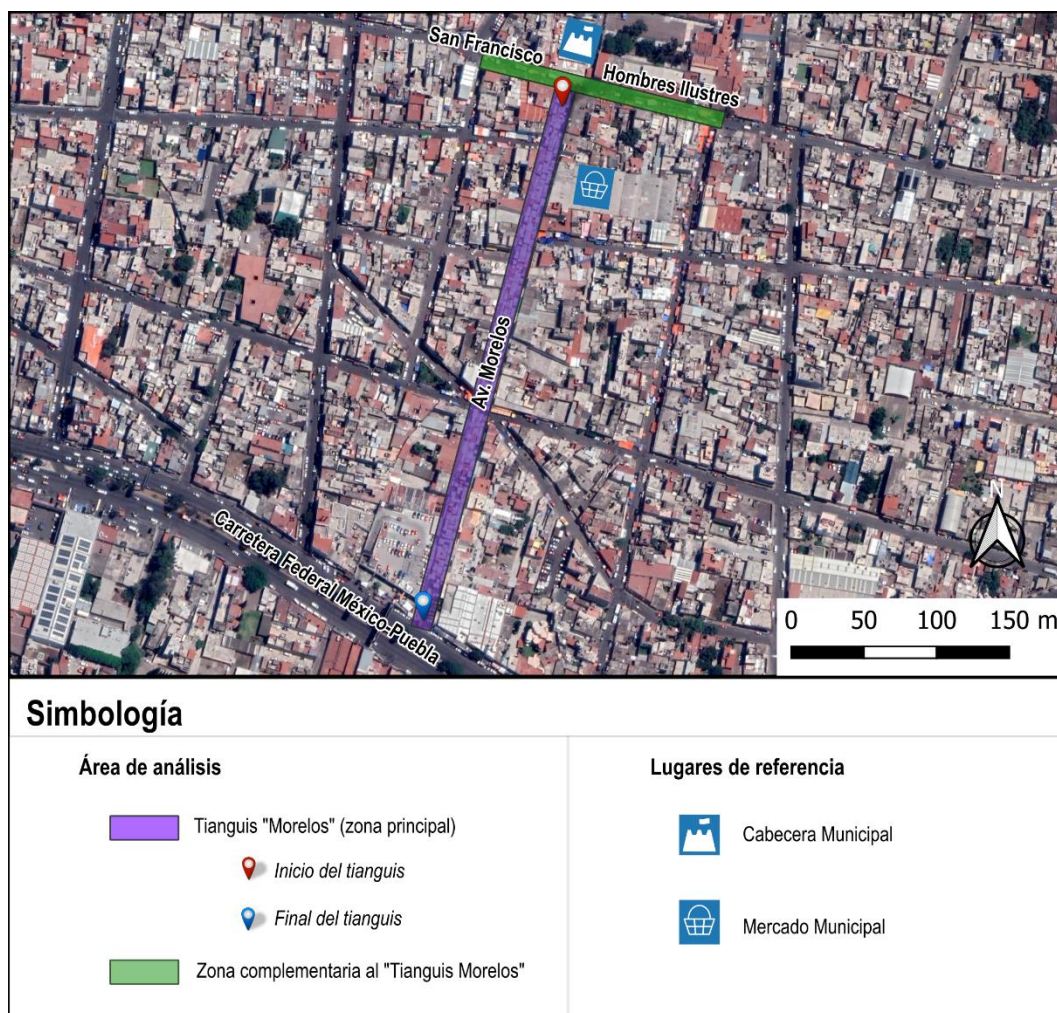 San Francisco
Hombres Ilustres
Av. Morelos
Carretera Federal México-Puebla
N
0 50 100 150 m
Simbología
Área de análisis
Tianguis "Morelos" (zona principal)
Inicio del tianguis
Final del tianguis
Zona complementaria al "Tianguis Morelos"
Lugares de referencia
Cabecera Municipal
Mercado Municipal